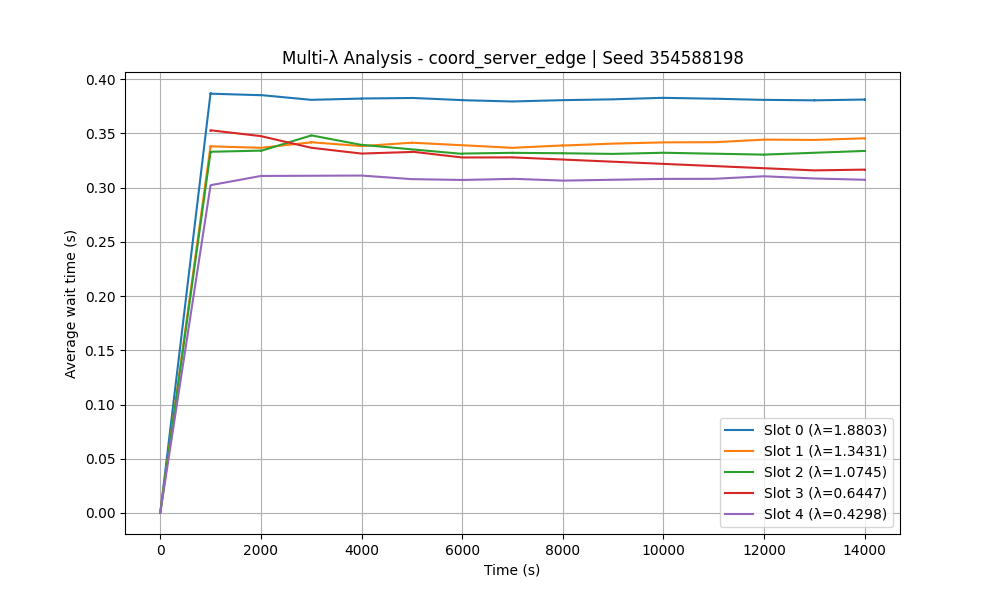 Multi-λ Analysis - coord_server_edge | Seed 354588198
Average wait time (s)
0.40
0.35
0.30
0.25
0.20
0.15
0.10
0.05
0.00
Slot 0 (λ=1.8803)
Slot 1 (λ=1.3431)
Slot 2 (λ=1.0745)
Slot 3 (λ=0.6447)
Slot 4 (λ=0.4298)
0 2000 4000 6000 8000 10000 12000 14000
Time (s)